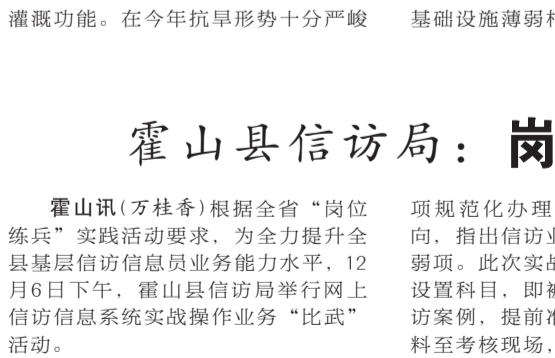 灌溉功能。在今年抗旱形势十分严峻
基础设施薄弱
霍山县信访局：岗
霍山讯(万桂香)根据全省“岗位
练兵”实践活动要求，为全力提升全
县基层信访信息员业务能力水平，12
月6日下午，霍山县信访局举行网上
信访信息系统实战操作业务“比武”
活动。
项规范化办理
向，指出信访业
弱项。此次实战
设置科目，即
访案例，提前准
料至考核现场，